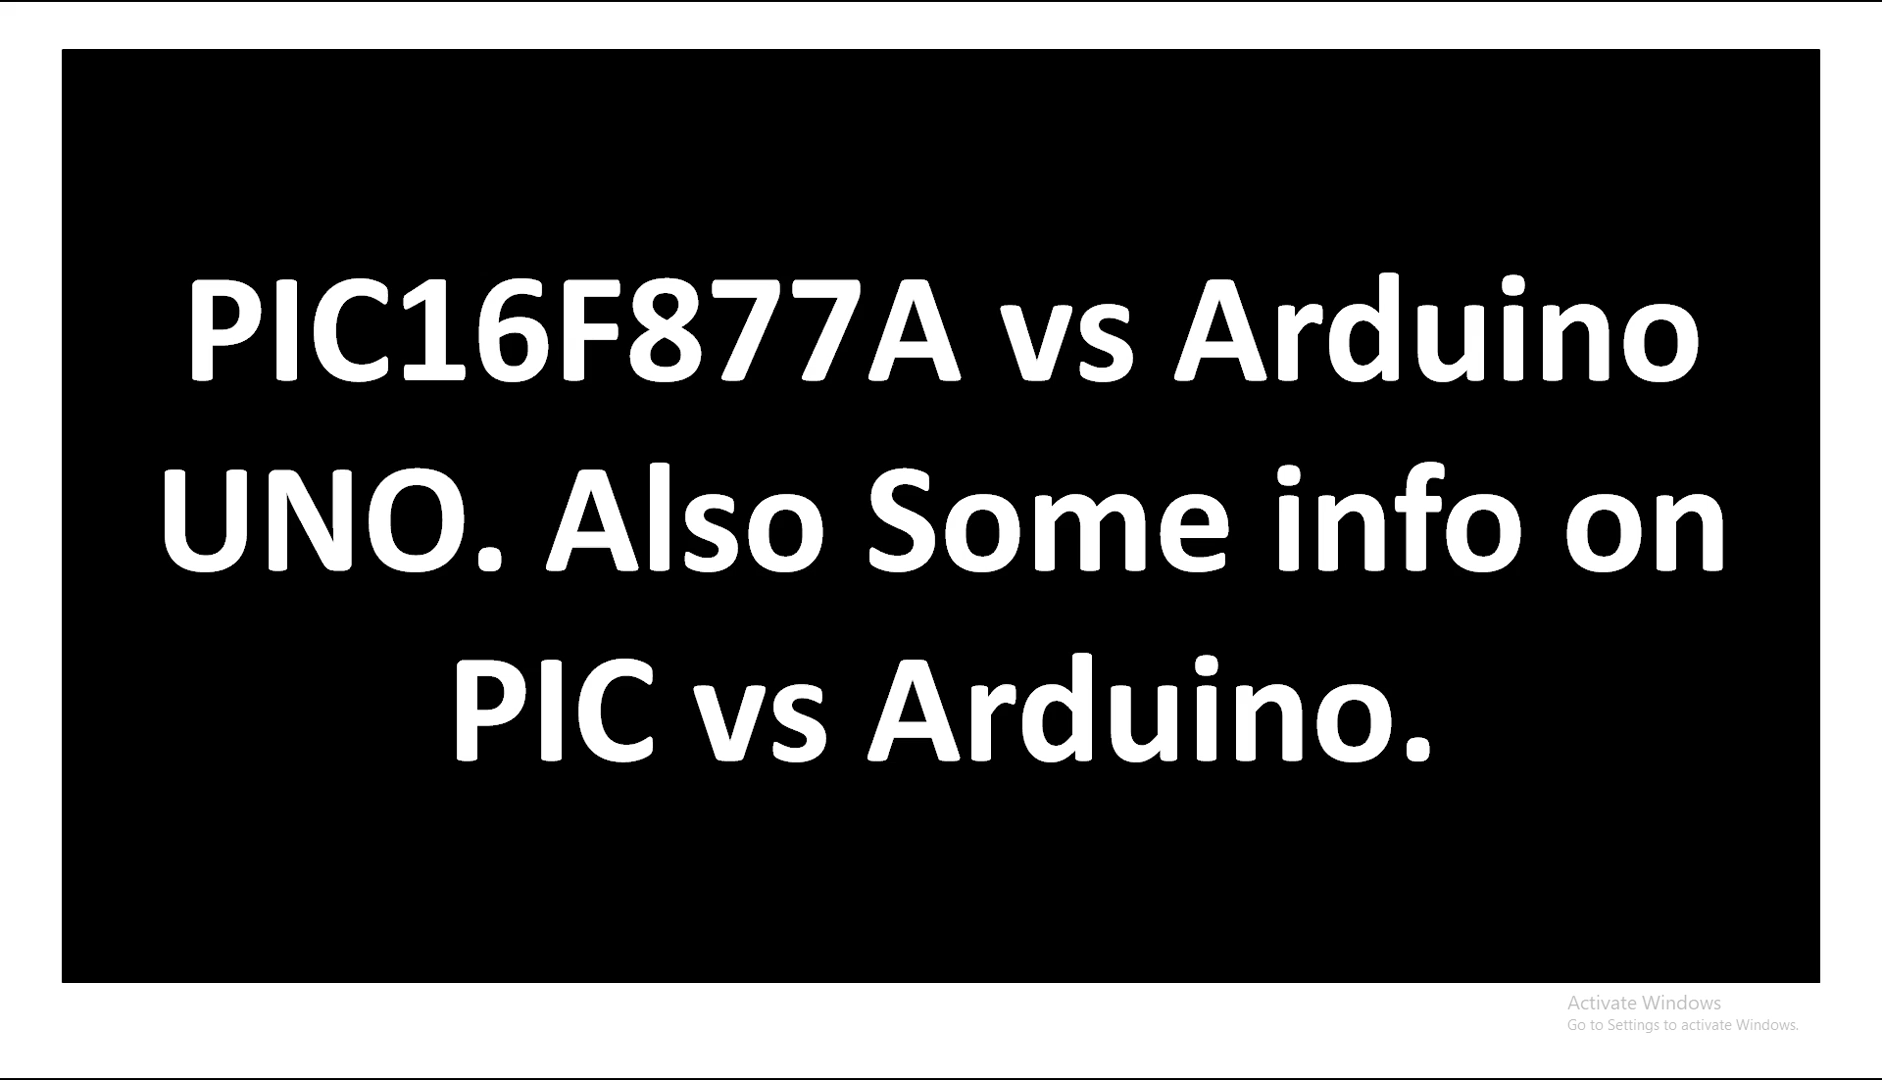 PIC16F877A vs Arduino
UNO. Also Some info on
PIC vs Arduino.
Activate Windows
Go to Settings to activate Windows.